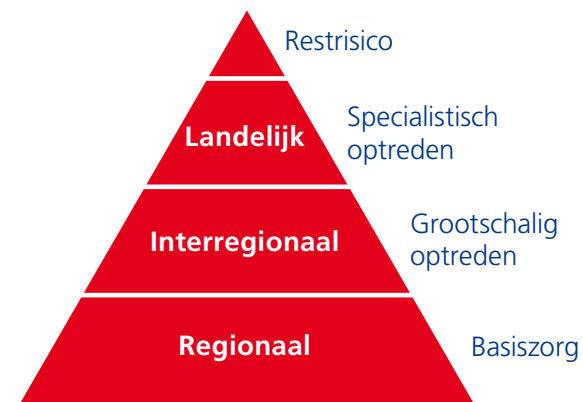 Restrisico
Landelijk
Specialistisch
optreden
Interregionaal
Grootschalig
optreden
Regionaal
Basiszorg